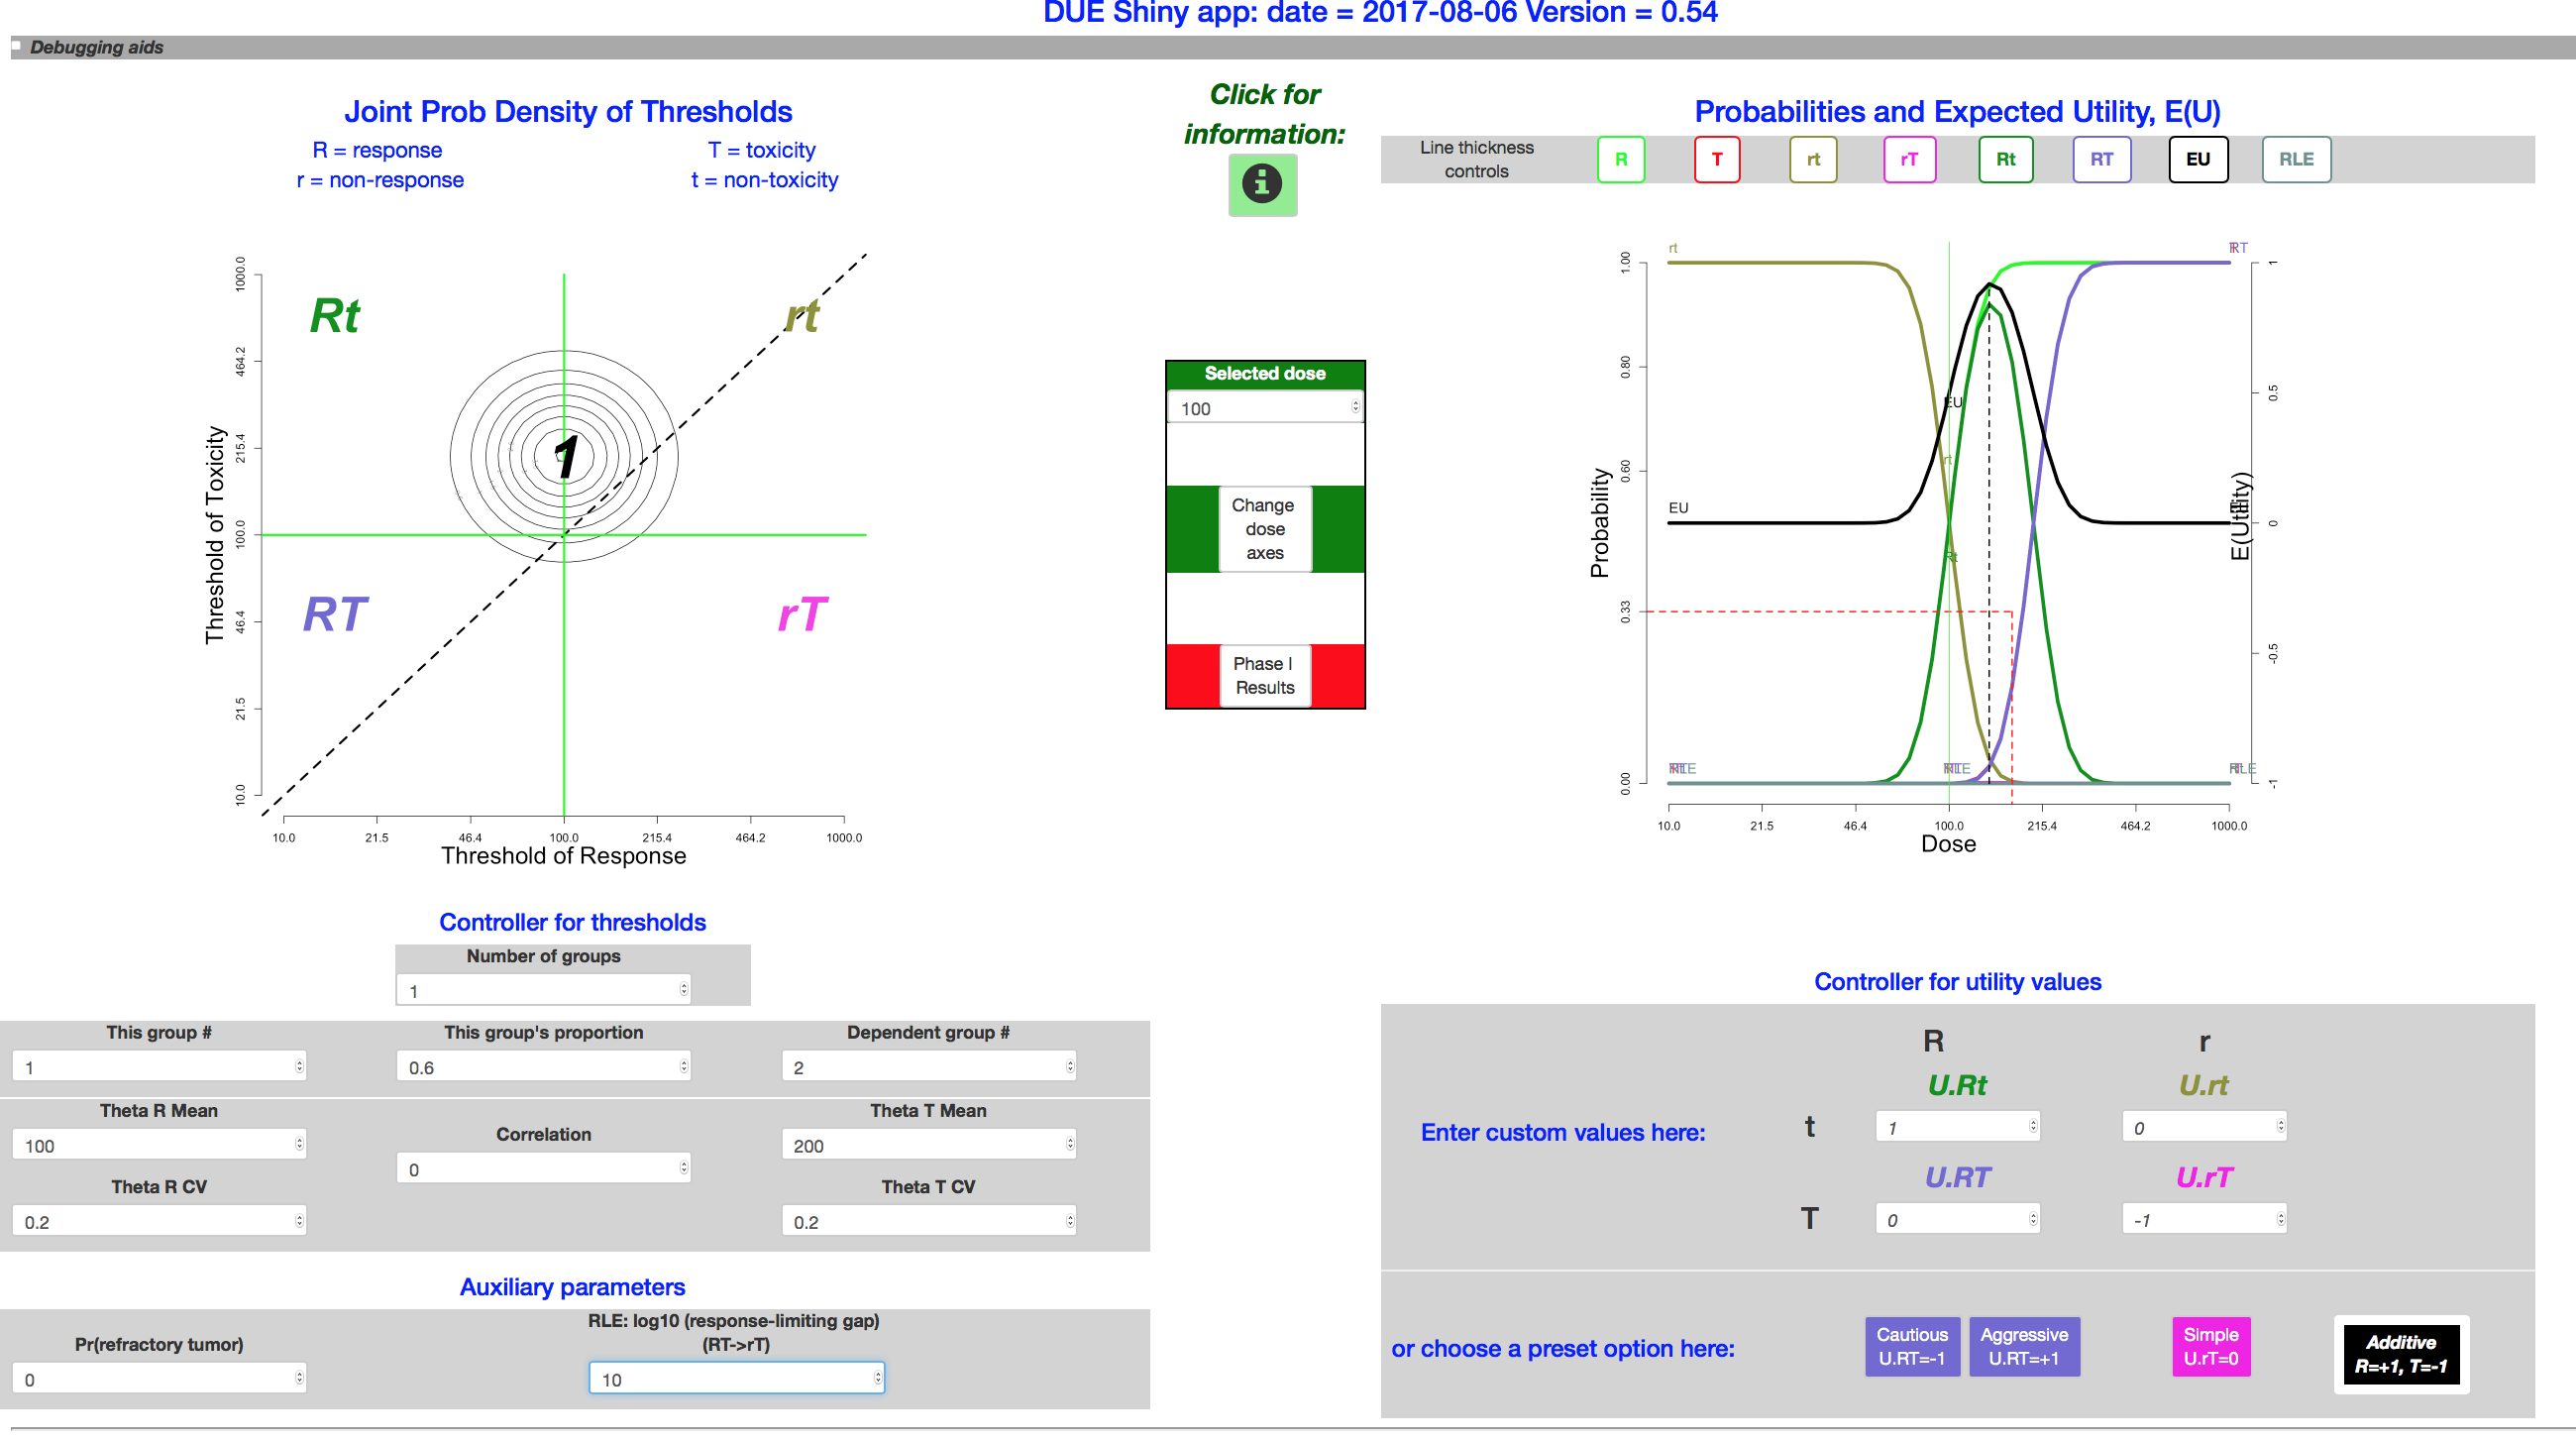 DUE Shiny app: date = 2017-08-06 Version = 0.54
Debugging aids
Joint Prob Density of Thresholds
R = response
T = toxicity
r = non-response
t = non-toxicity
Rt
rt
RT
rT
1
Threshold of Toxicity
1000.0
464.2
215.4
100.0
46.4
21.5
10.0
10.0
21.5
46.4
100.0
215.4
464.2
1000.0
Threshold of Response
Click for
information:
Selected dose
100
Change
dose
axes
Phase I
Results
Probabilities and Expected Utility, E(U)
Line thickness
controls
R
T
rt
rT
Rt
RT
EU
RLE
rt
RT
EU
EU
rt
Rt
Probability
1.00
0.80
0.60
0.33
0.00
E(Utility)
1
0.5
0
-0.5
-1
10.0
21.5
46.4
100.0
215.4
464.2
1000.0
Dose
Controller for thresholds
Number of groups
1
This group #
This group's proportion
Dependent group #
1
0.6
2
Theta R Mean
Theta T Mean
Correlation
100
200
0
Theta R CV
Theta T CV
0.2
0.2
Auxiliary parameters
RLE: log10 (response-limiting gap)
Pr(refractory tumor)
(RT->rT)
0
10
Controller for utility values
R
r
U.Rt
U.rt
Enter custom values here:
t
1
0
U.RT
U.rT
T
0
-1
or choose a preset option here:
Cautious
U.RT=-1
Aggressive
U.RT=+1
Simple
U.rT=0
Additive
R=+1, T=-1